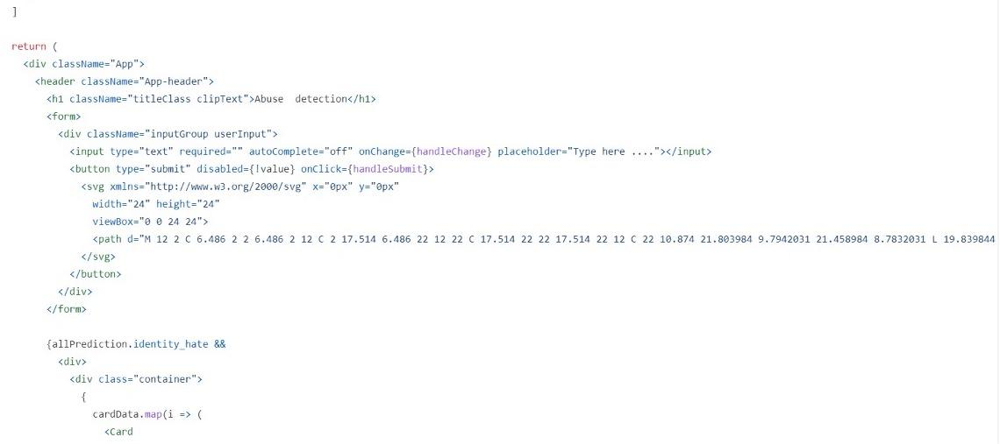 ]
return (
<div className="App">
<header className="App-header">
<h1 className="titleClass clipText">Abuse  detection</h1>
<form>
<div className="inputGroup userInput">
<input type="text" required="" autoComplete="off" onChange={handleChange} placeholder="Type here ...."></input>
<button type="submit" disabled={!value} onClick={handleSubmit}>
<svg xmlns="http://www.w3.org/2000/svg" x="0px" y="0px"
width="24" height="24"
viewBox="0 0 24 24">
<path d="M 12 2 C 6.486 2 2 6.486 2 12 C 2 17.514 6.486 22 12 22 C 17.514 22 22 17.514 22 12 C 22 10.874 21.803984 9.7942031 21.458984 8.7832031 L 19.839844
</svg>
</button>
</div>
</form>
{allPrediction.identity_hate &&
<div>
<div class="container">
{
cardData.map(i => (
<Card